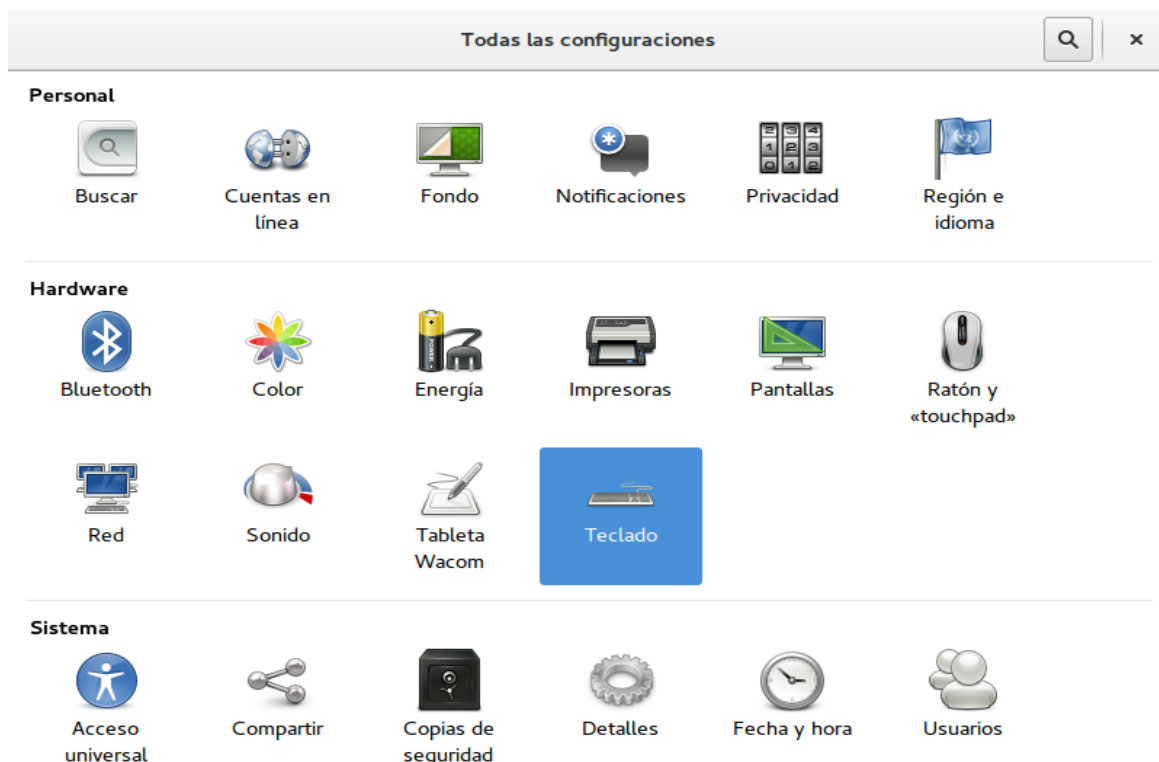 Todas las configuraciones
Personal
Buscar
Cuentas en
línea
Fondo
Notificaciones
Privacidad
Región e
idioma
Hardware
Bluetooth
Color
Energía
Impresoras
Pantallas
Ratón y
«touchpad»
Red
Sonido
Tableta
Wacom
Teclado
Sistema
Acceso
universal
Compartir
Copias de
seguridad
Detalles
Fecha y hora
Usuarios